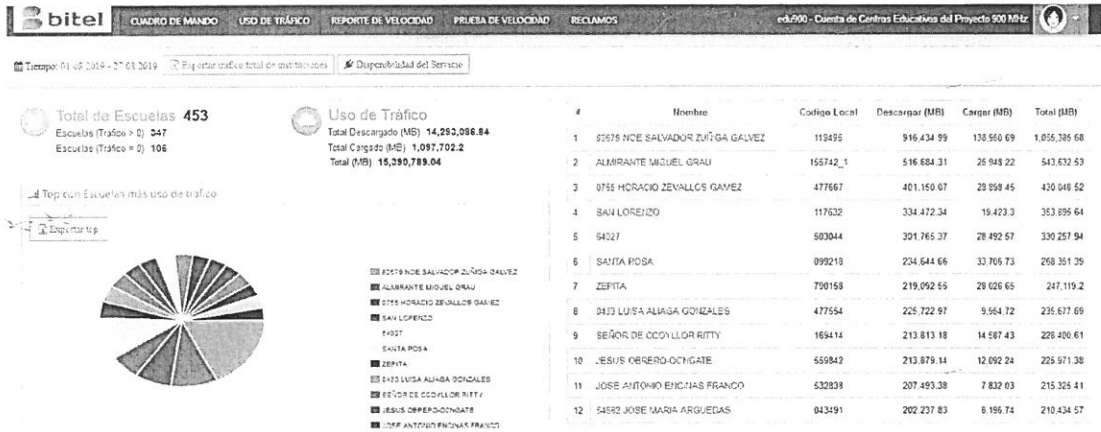 bitel
CUADRO DE MANDO USO DE TRÁFICO REPORTE DE VELOCIDAD PRUEBA DE VELOCIDAD RECLAMOS edu900 - Cuenta de Centros Educativos del Proyecto 900 MHz
Tiempo: 01/08/2019 - 27/08/2019 Exportar tráfico total de instituciones Disponibilidad del Servicio
Total de Escuelas 453
Escuelas (Tráfico > 0) 347
Escuelas (Tráfico = 0) 106
Uso de Tráfico
Total Descargado (MB) 14,293,086.84
Total Cargado (MB) 1,097,702.2
Total (MB) 15,390,789.04
Top con Escuelas más uso de tráfico
Exportar top
82679 NOE SALVADOR ZUÑIGA GALVEZ
ALMIRANTE MIGUEL GRAU
0755 HORACIO ZEVALLOS GAMEZ
SAN LORENZO
64027
SANTA ROSA
ZEPITA
0433 LUISA ALIAGA GONZALES
SEÑOR DE CCOYLLOR RITTY
JESUS OBRERO-OCNGATE
JOSE ANTONIO ENCINAS FRANCO
# Nombre Codigo Local Descargar (MB) Cargar (MB) Total (MB)
1 82679 NOE SALVADOR ZUÑIGA GALVEZ 113495 916,434.99 138,950.69 1,055,385.68
2 ALMIRANTE MIGUEL GRAU 155742_1 516,684.31 26,948.22 543,632.53
3 0755 HORACIO ZEVALLOS GAMEZ 477667 401,150.07 28,898.45 430,048.52
4 SAN LORENZO 117632 334,472.34 19,423.3 353,895.64
5 64027 503044 301,765.37 28,492.57 330,257.94
6 SANTA ROSA 099218 234,644.66 33,706.73 268,351.39
7 ZEPITA 790158 219,092.55 28,026.65 247,119.2
8 0433 LUISA ALIAGA GONZALES 477554 225,722.97 9,954.72 235,677.69
9 SEÑOR DE CCOYLLOR RITTY 169414 213,813.18 14,587.43 228,400.61
10 JESUS OBRERO-OCNGATE 559842 213,879.14 12,092.24 225,971.38
11 JOSE ANTONIO ENCINAS FRANCO 532838 207,493.38 7,832.03 215,325.41
12 54562 JOSE MARIA ARGUEDAS 043491 202,237.83 8,196.74 210,434.57